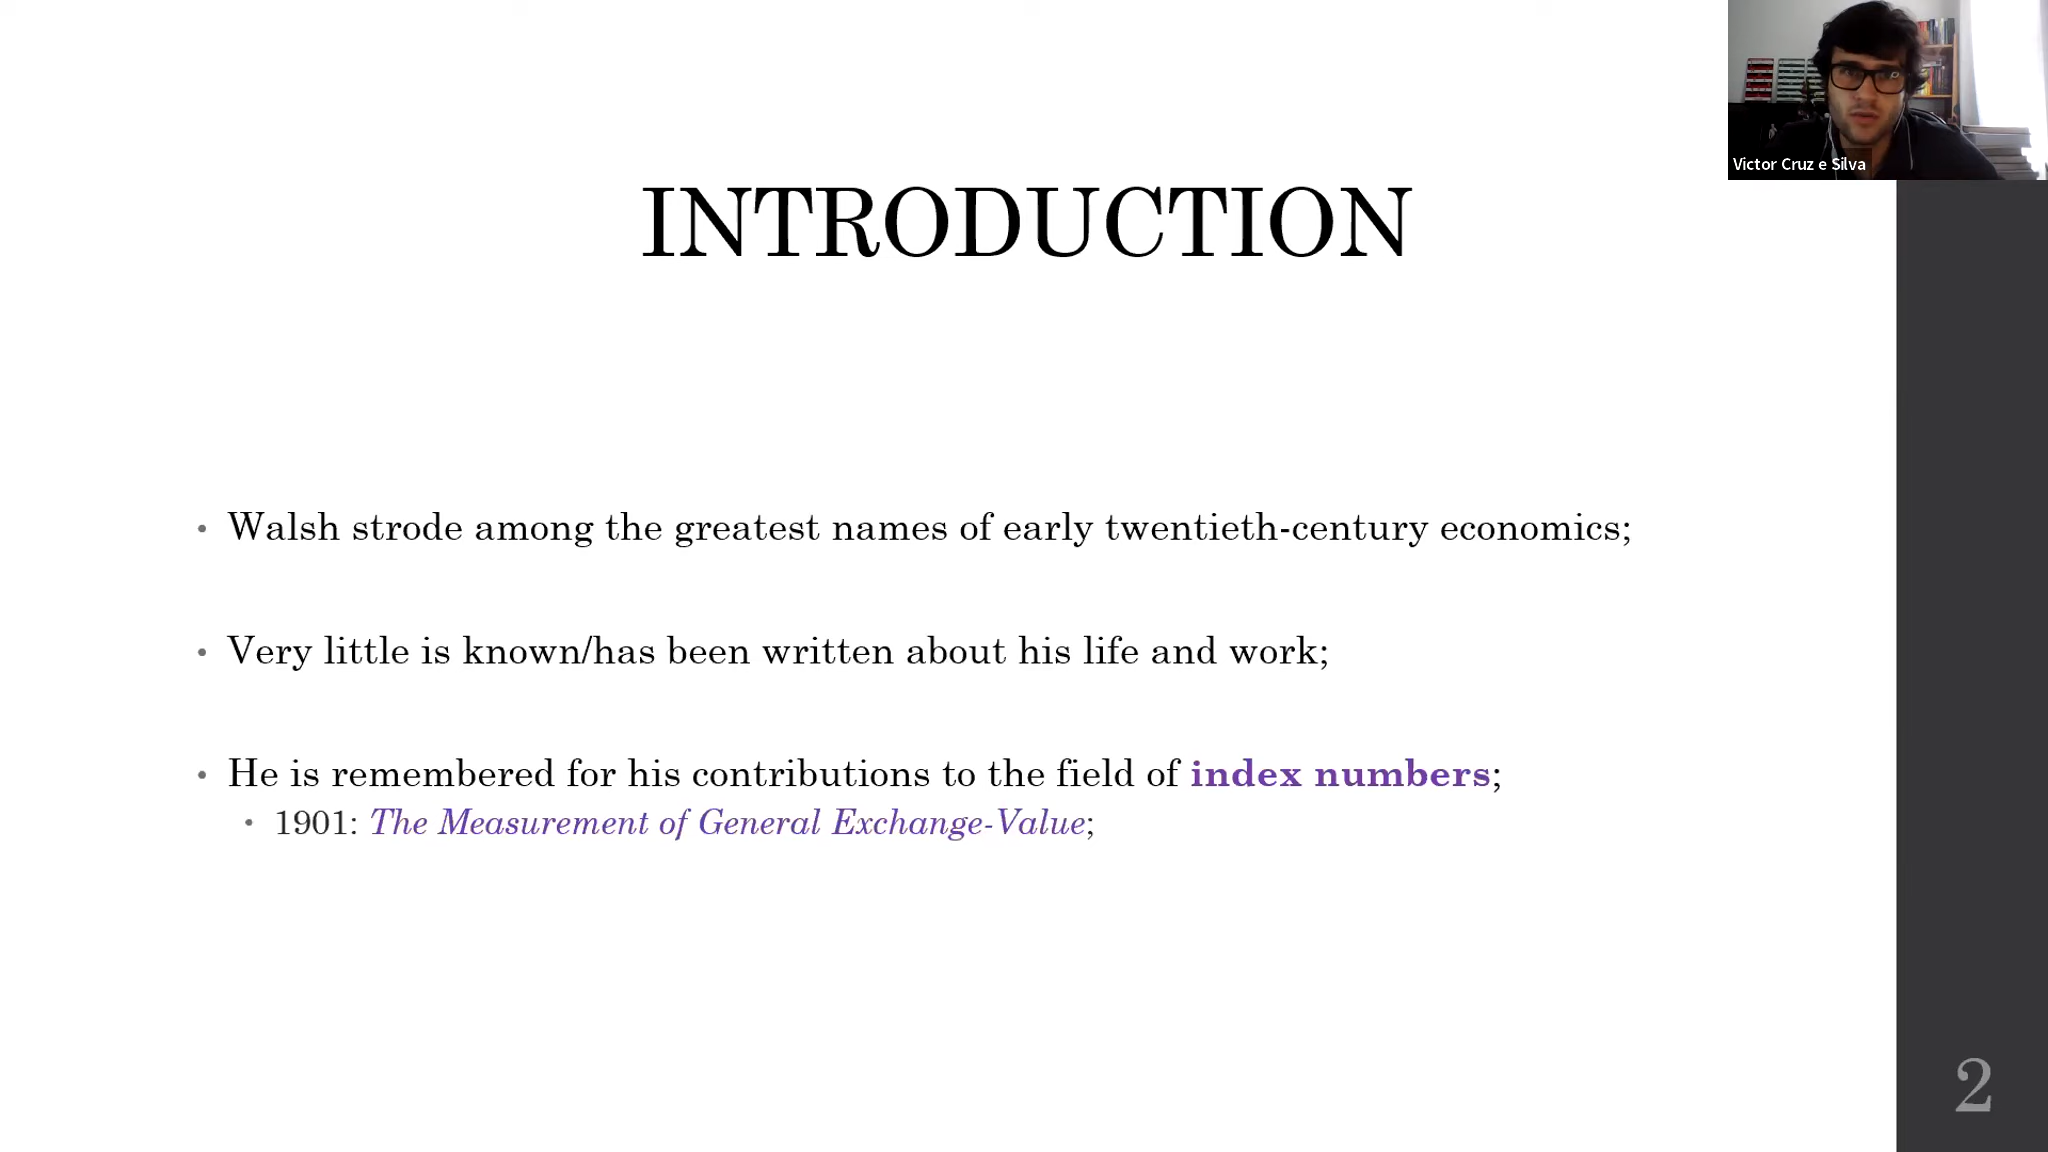 Victor Cruz e Silva
INTRODUCTION
• Walsh strode among the greatest names of early twentieth-century economics;
• Very little is known/has been written about his life and work;
• He is remembered for his contributions to the field of index numbers;
• 1901: The Measurement of General Exchange-Value;
2